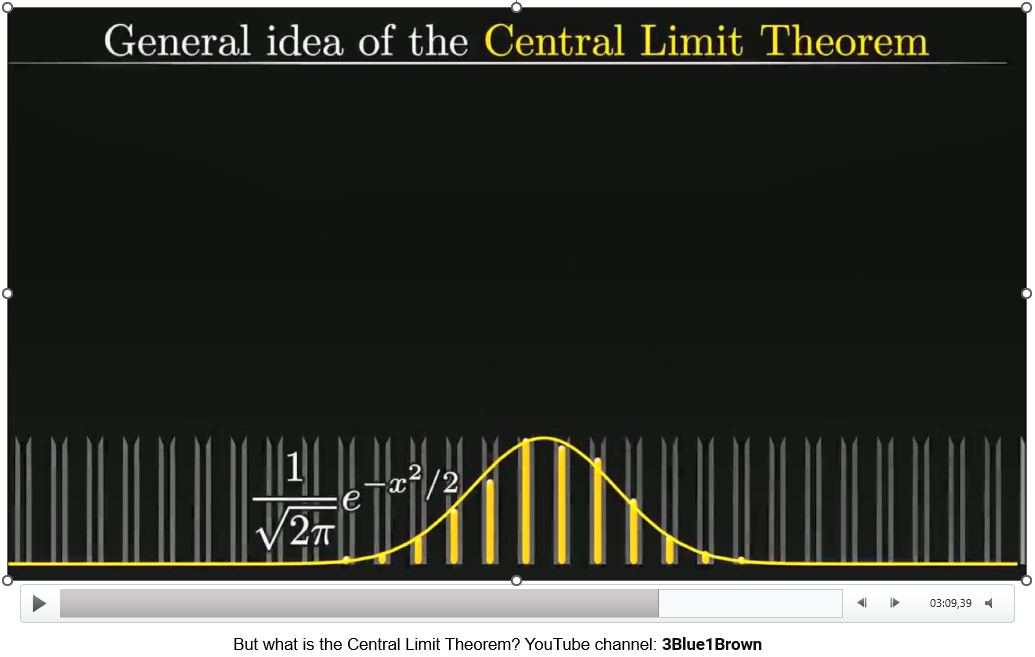 General idea of the Central Limit Theorem
1
√2π
e^−x²/2
03:09,39
But what is the Central Limit Theorem? YouTube channel: 3Blue1Brown